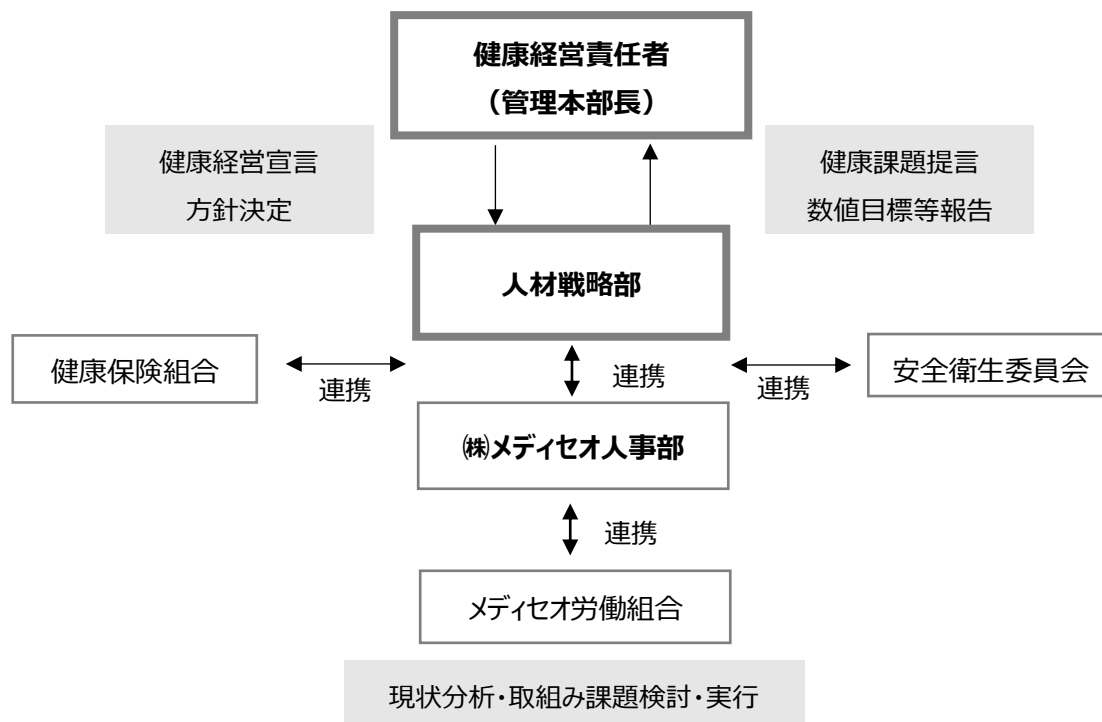 健康経営責任者
（管理本部長）
健康経営宣言
方針決定
健康課題提言
数値目標等報告
人材戦略部
健康保険組合
連携
連携
連携
安全衛生委員会
㈱メディセオ人事部
連携
メディセオ労働組合
現状分析・取組み課題検討・実行